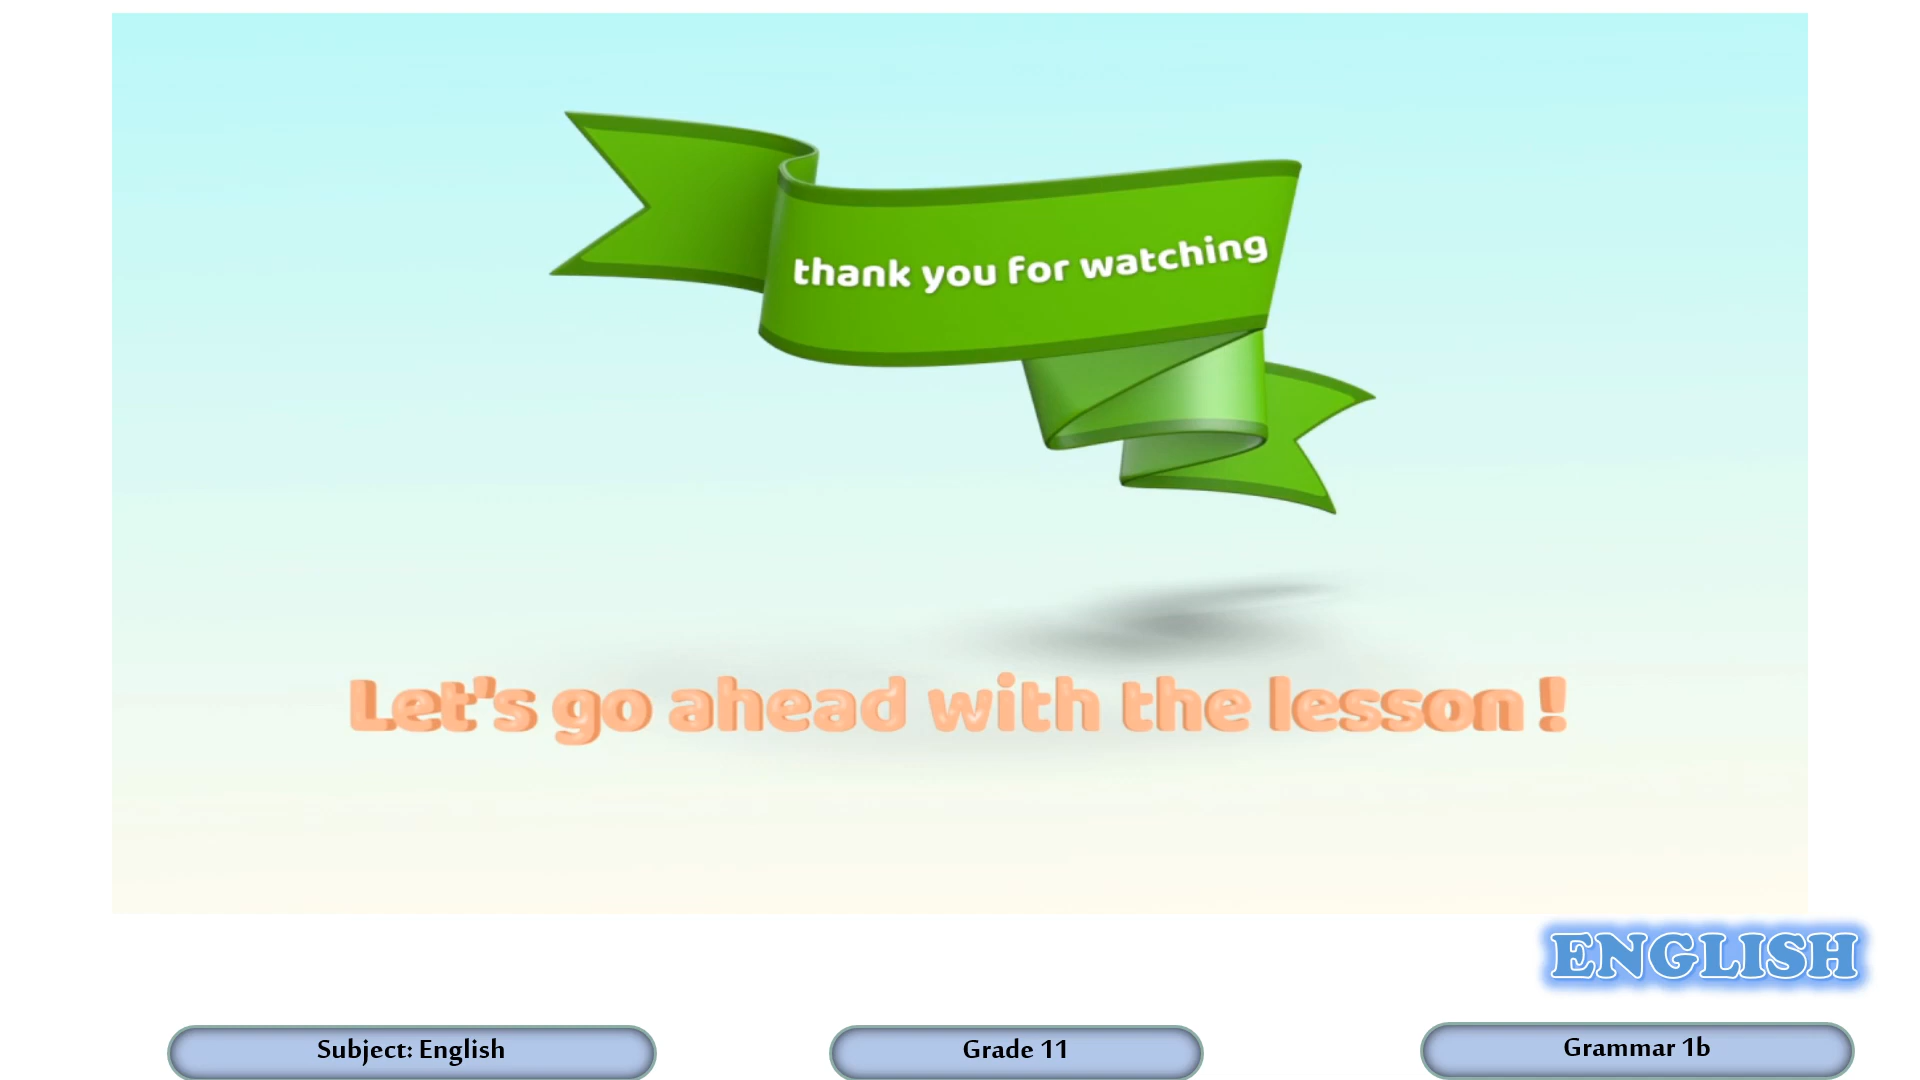 thank you for watching
Let's go ahead with the lesson !
ENGLISH
Subject: English
Grade 11
Grammar 1b